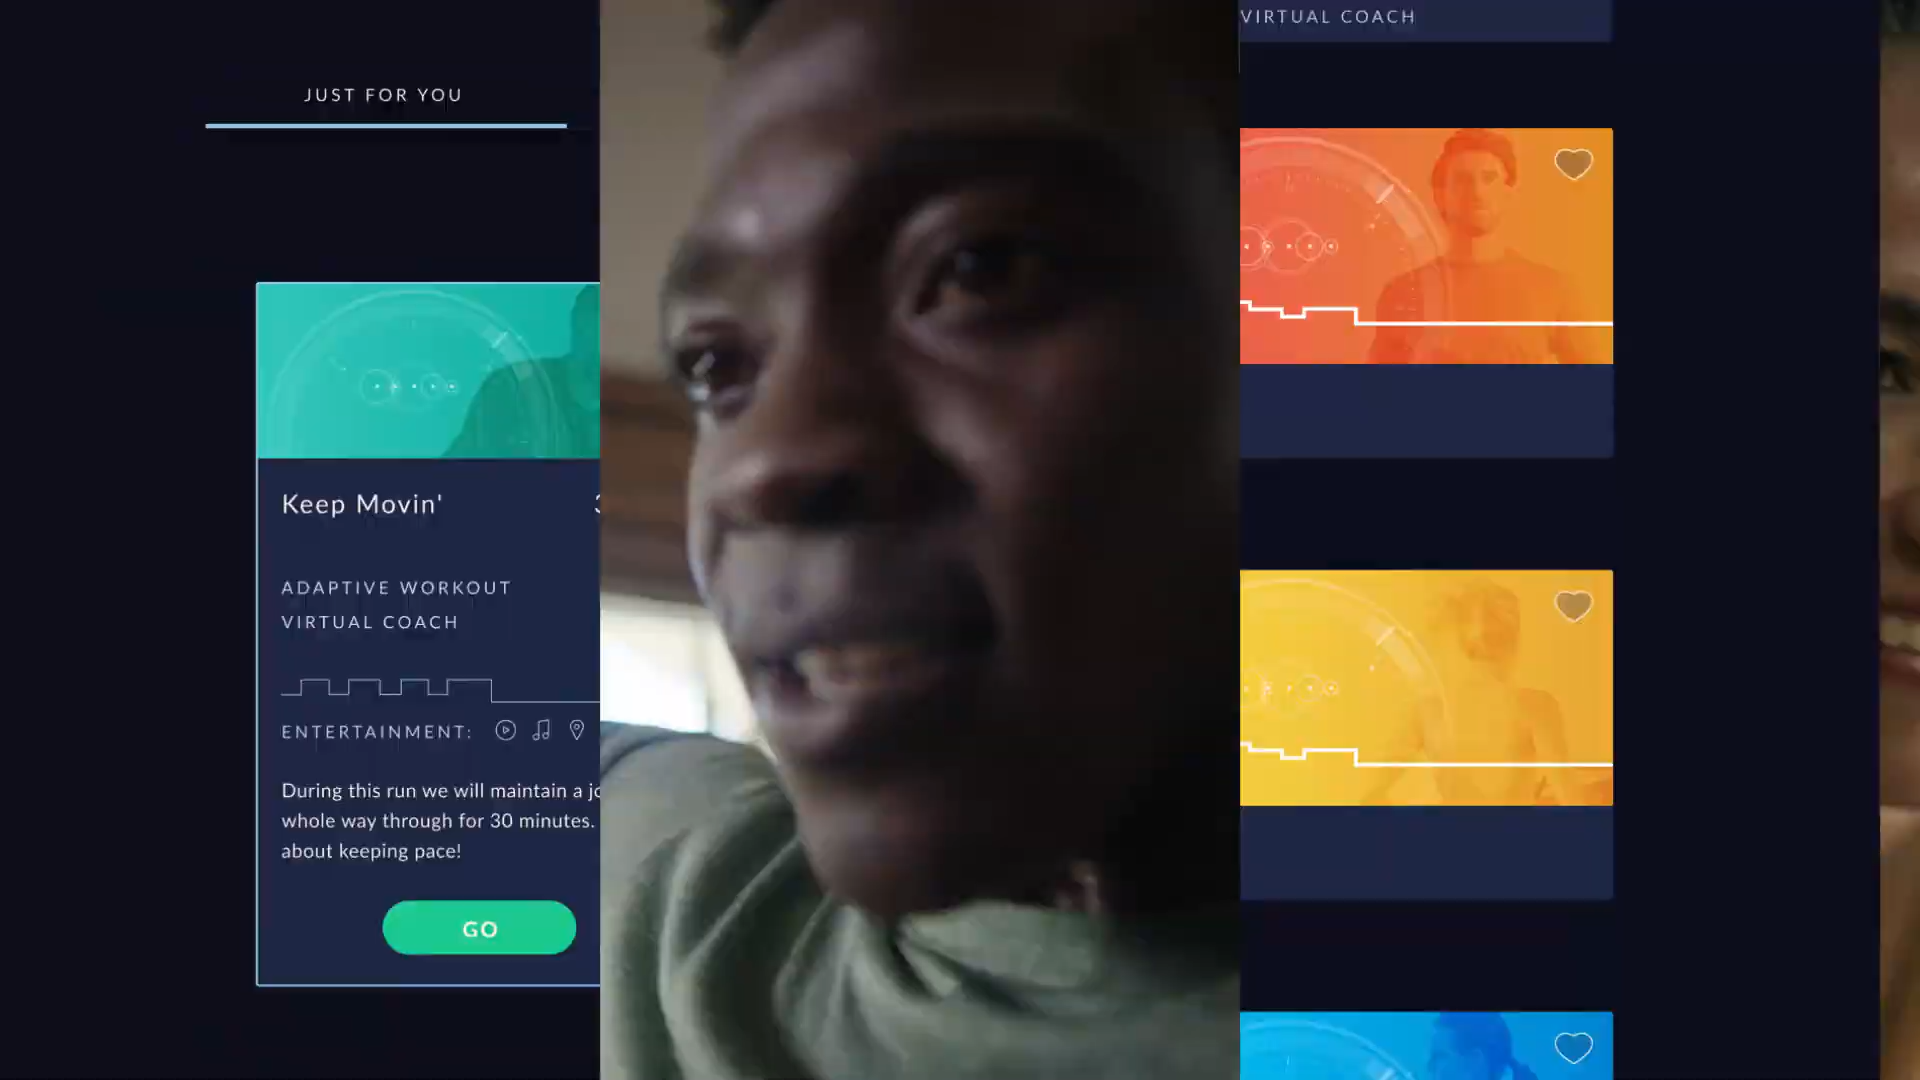 JUST FOR YOU
Keep Movin'
ADAPTIVE WORKOUT
VIRTUAL COACH
ENTERTAINMENT:
During this run we will maintain a
whole way through for 30 minutes.
about keeping pace!
GO
VIRTUAL COACH